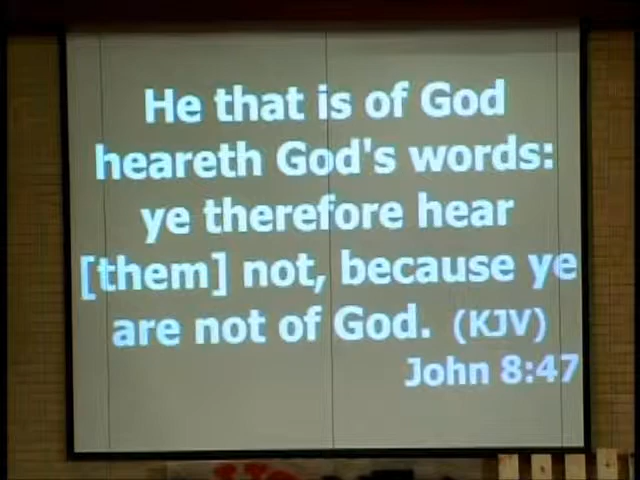 He that is of God
heareth God's words:
ye therefore hear
[them] not, because ye
are not of God. (KJV)
John 8:47